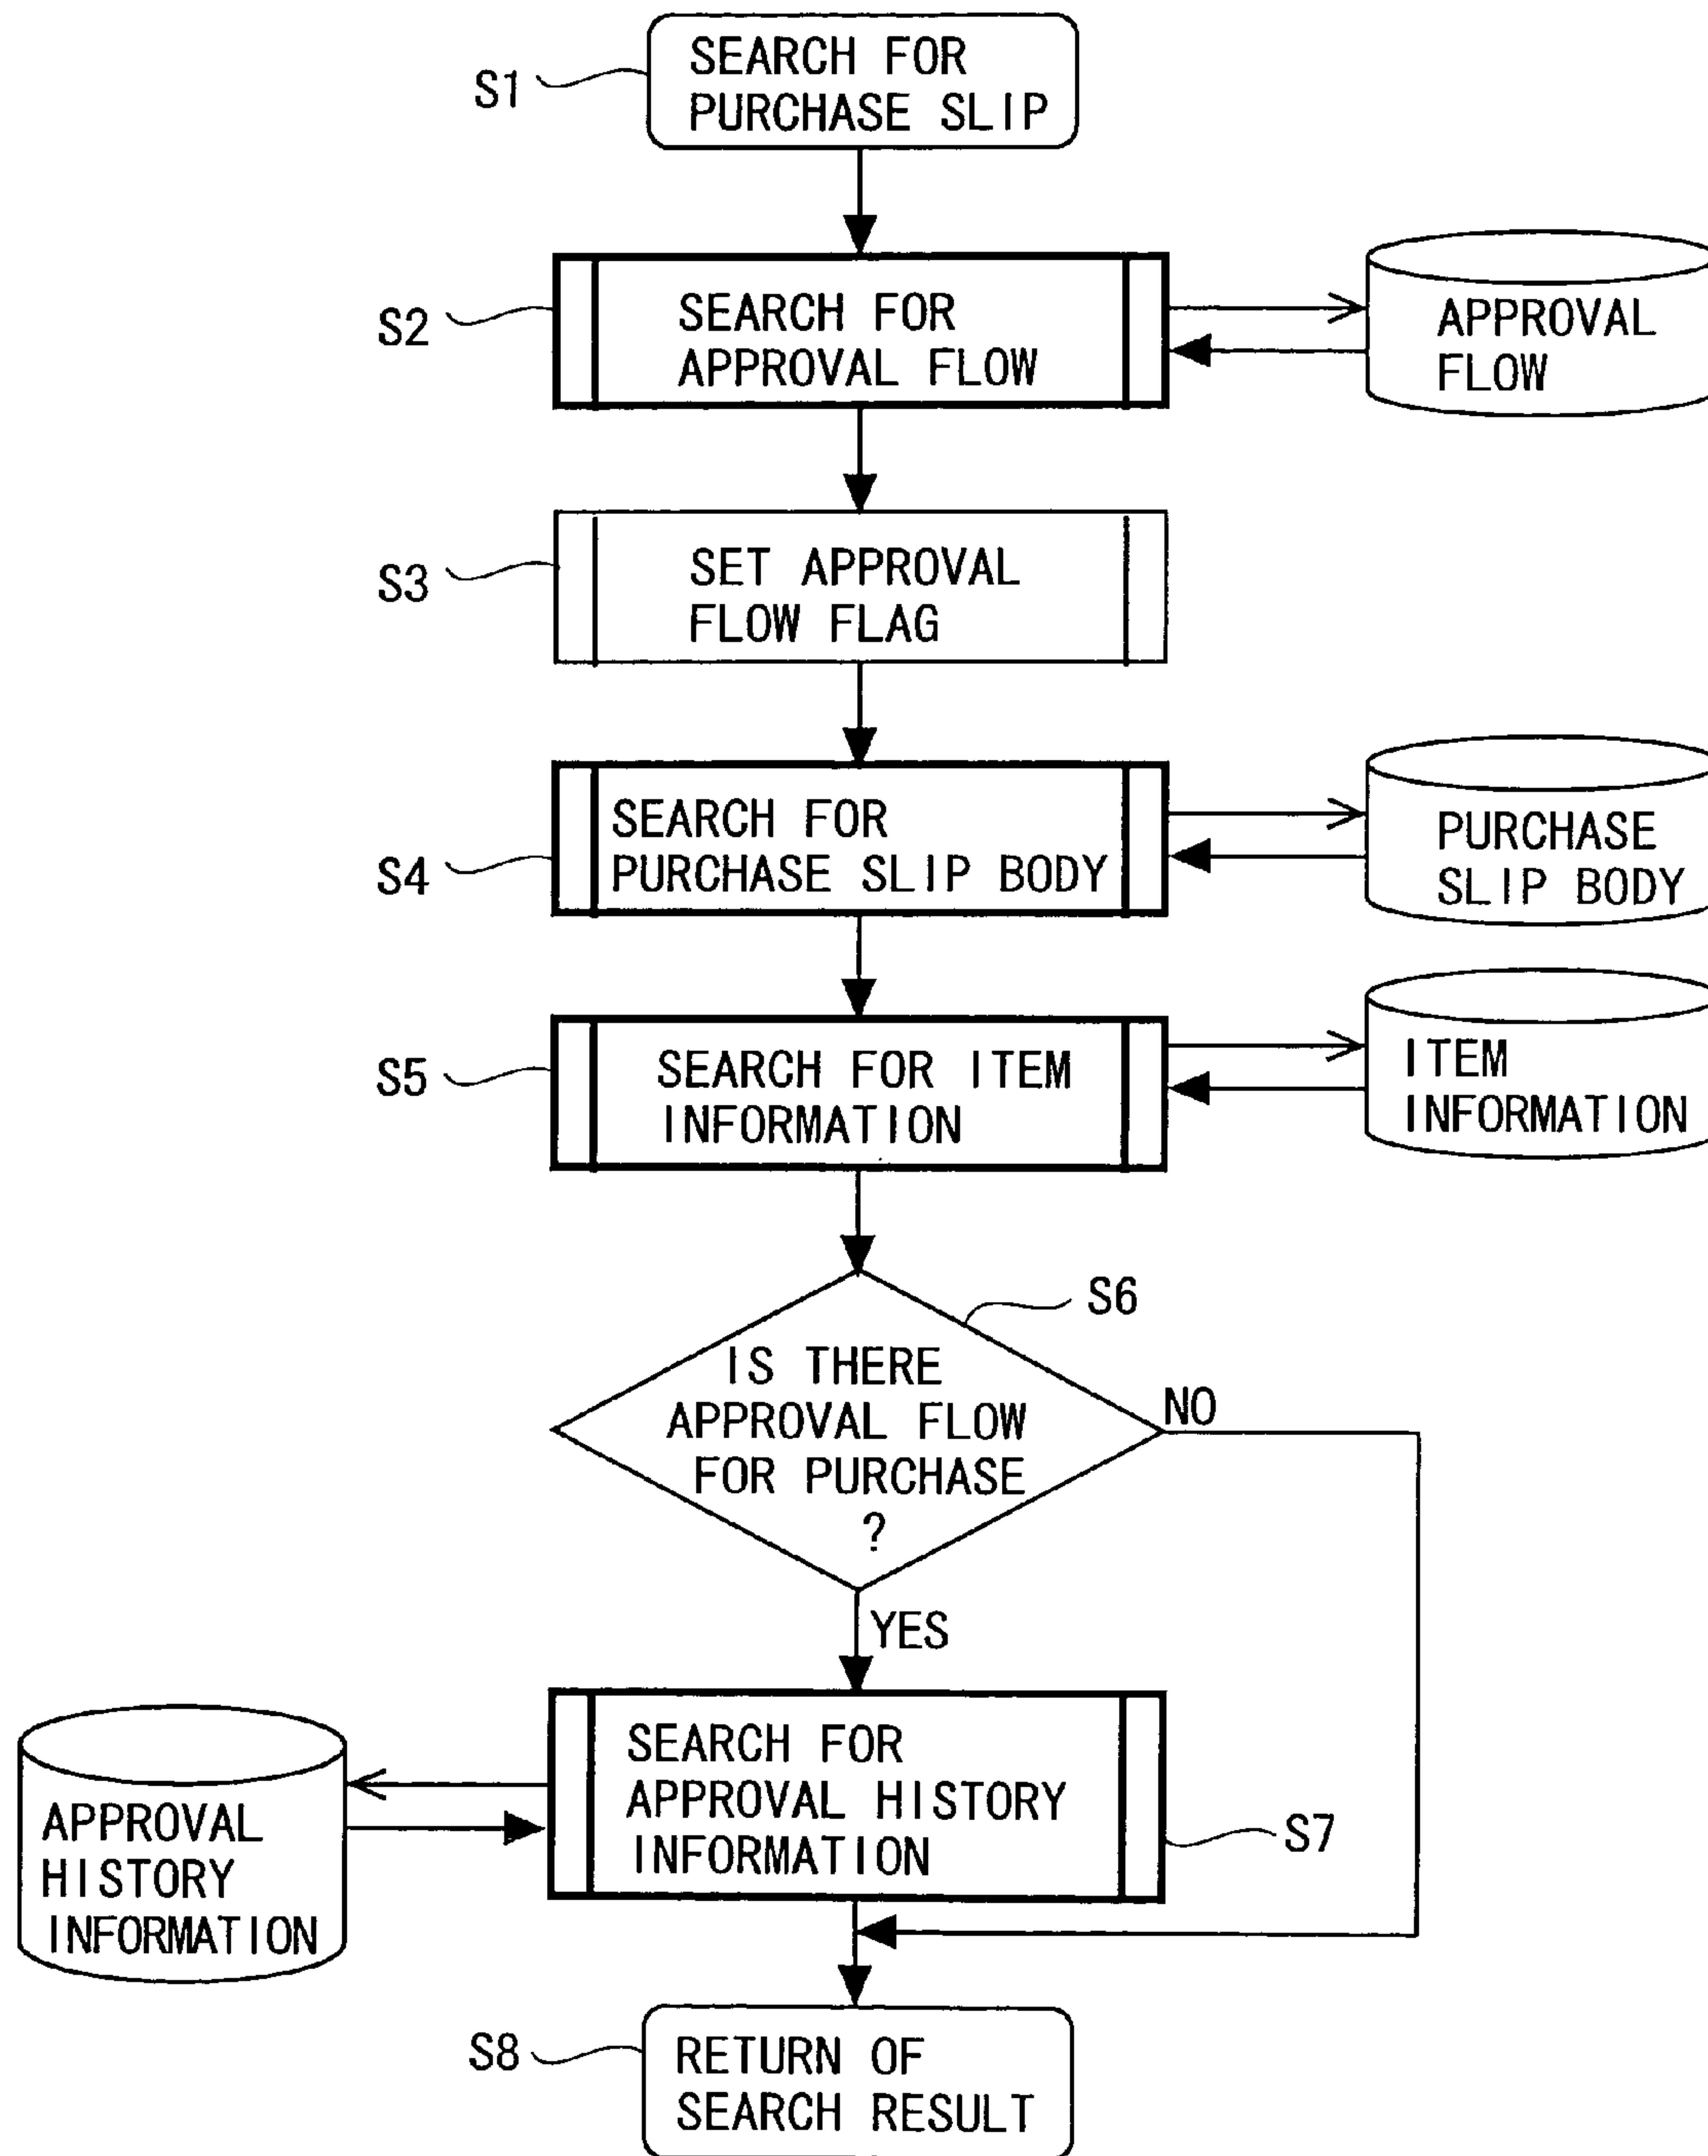 S1
SEARCH FOR
PURCHASE SLIP
S2
SEARCH FOR
APPROVAL FLOW
APPROVAL
FLOW
S3
SET APPROVAL
FLOW FLAG
S4
SEARCH FOR
PURCHASE SLIP BODY
PURCHASE
SLIP BODY
S5
SEARCH FOR ITEM
INFORMATION
ITEM
INFORMATION
S6
IS THERE
APPROVAL FLOW
FOR PURCHASE
?
NO
YES
SEARCH FOR
APPROVAL HISTORY
INFORMATION
S7
APPROVAL
HISTORY
INFORMATION
S8
RETURN OF
SEARCH RESULT